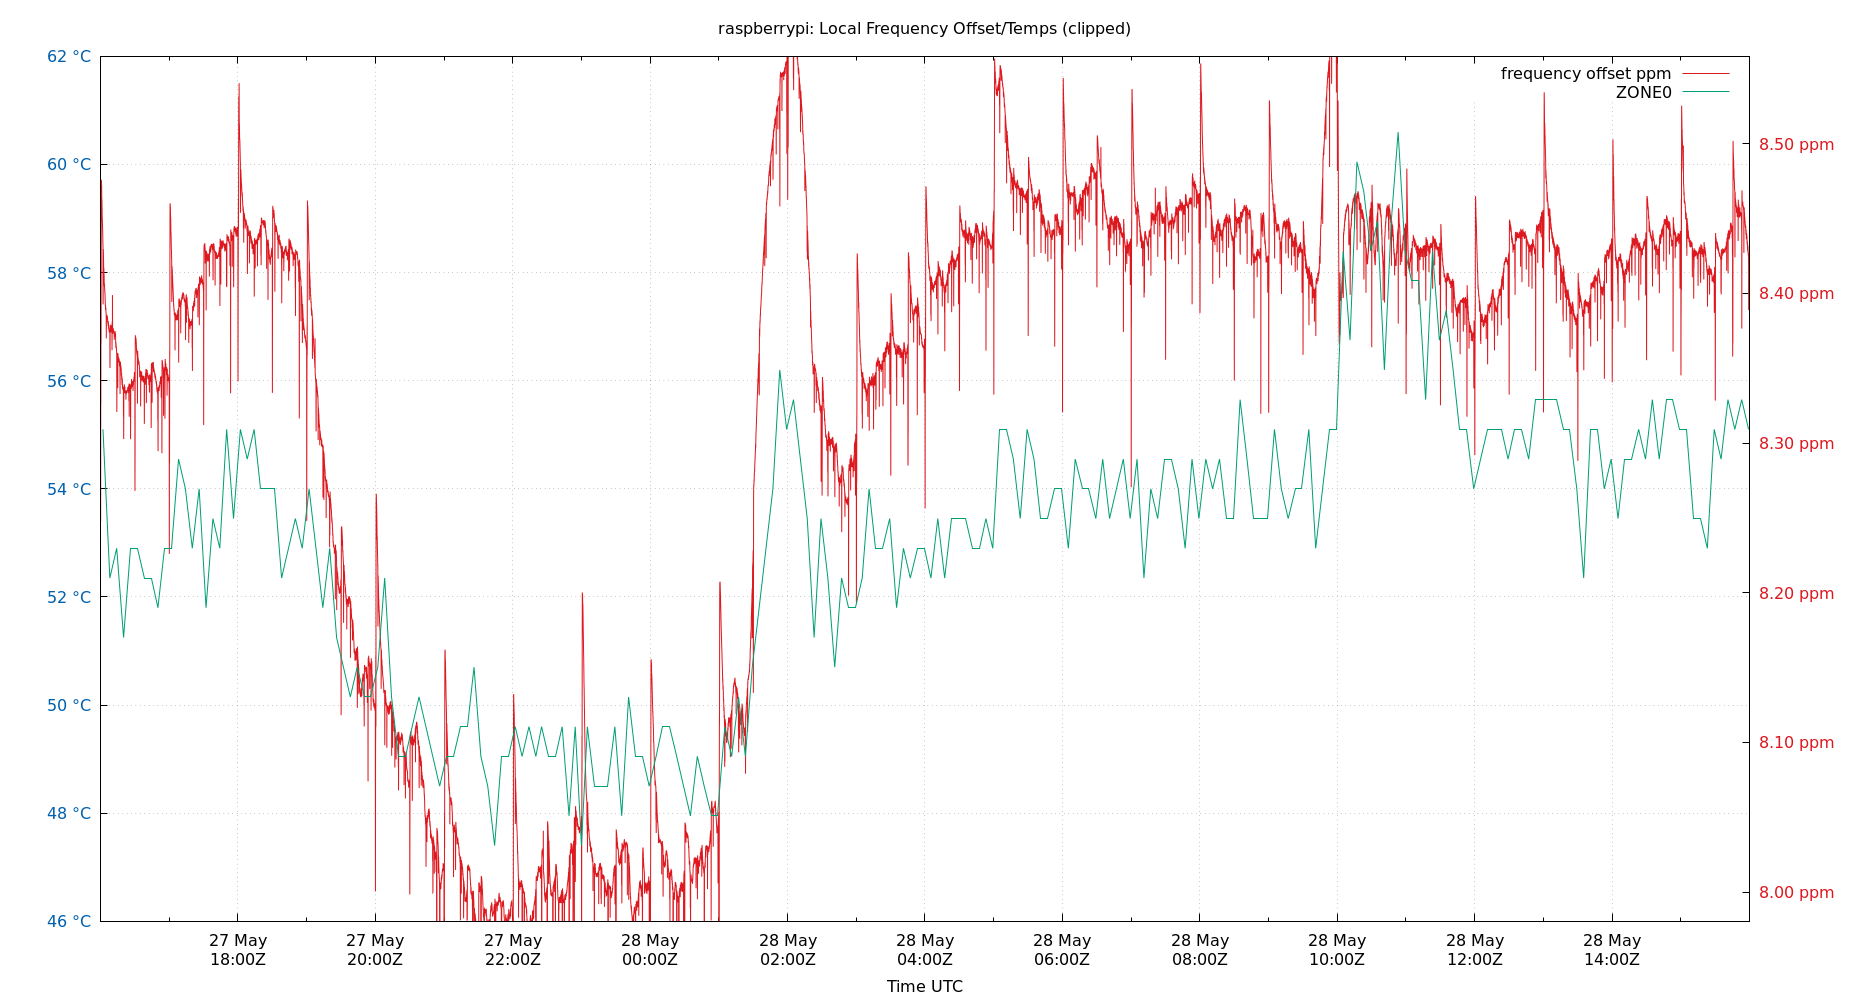 raspberrypi: Local Frequency Offset/Temps (clipped)
frequency offset ppm
ZONE0
62 °C
60 °C
58 °C
56 °C
54 °C
52 °C
50 °C
48 °C
46 °C
8.50 ppm
8.40 ppm
8.30 ppm
8.20 ppm
8.10 ppm
8.00 ppm
27 May 27 May 27 May 28 May 28 May 28 May 28 May 28 May 28 May 28 May 28 May
18:00Z 20:00Z 22:00Z 00:00Z 02:00Z 04:00Z 06:00Z 08:00Z 10:00Z 12:00Z 14:00Z
Time UTC